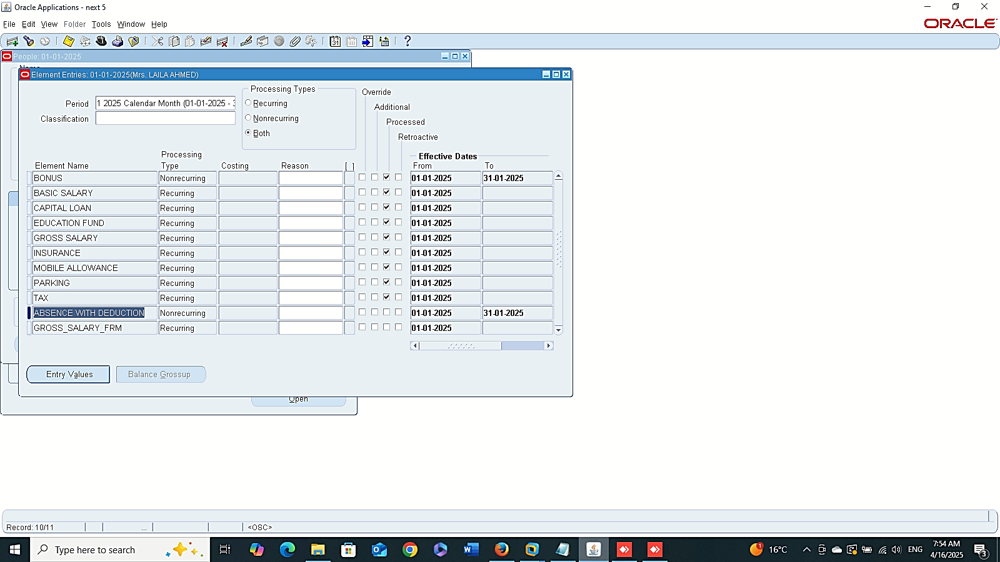 Oracle Applications - next 5
File Edit View Folder Tools Window Help
ORACLE
People: 01-01-2025
Element Entries: 01-01-2025(Mrs. LAILA AHMED)
Processing Types
Override
Period 1 2025 Calendar Month (01-01-2025 - 3
Recurring
Additional
Classification
Nonrecurring
Processed
Both
Retroactive
Processing
Effective Dates
Element Name Type Costing Reason [ ] From To
BONUS Nonrecurring 01-01-2025 31-01-2025
BASIC SALARY Recurring 01-01-2025
CAPITAL LOAN Recurring 01-01-2025
EDUCATION FUND Recurring 01-01-2025
GROSS SALARY Recurring 01-01-2025
INSURANCE Recurring 01-01-2025
MOBILE ALLOWANCE Recurring 01-01-2025
PARKING Recurring 01-01-2025
TAX Recurring 01-01-2025
ABSENCE WITH DEDUCTION Nonrecurring 01-01-2025 31-01-2025
GROSS_SALARY_FRM Recurring 01-01-2025
Entry Values Balance Grossup
Open
Record: 10/11 ... <OSC>
Type here to search 16°C ENG 7:54 AM
4/16/2025 3